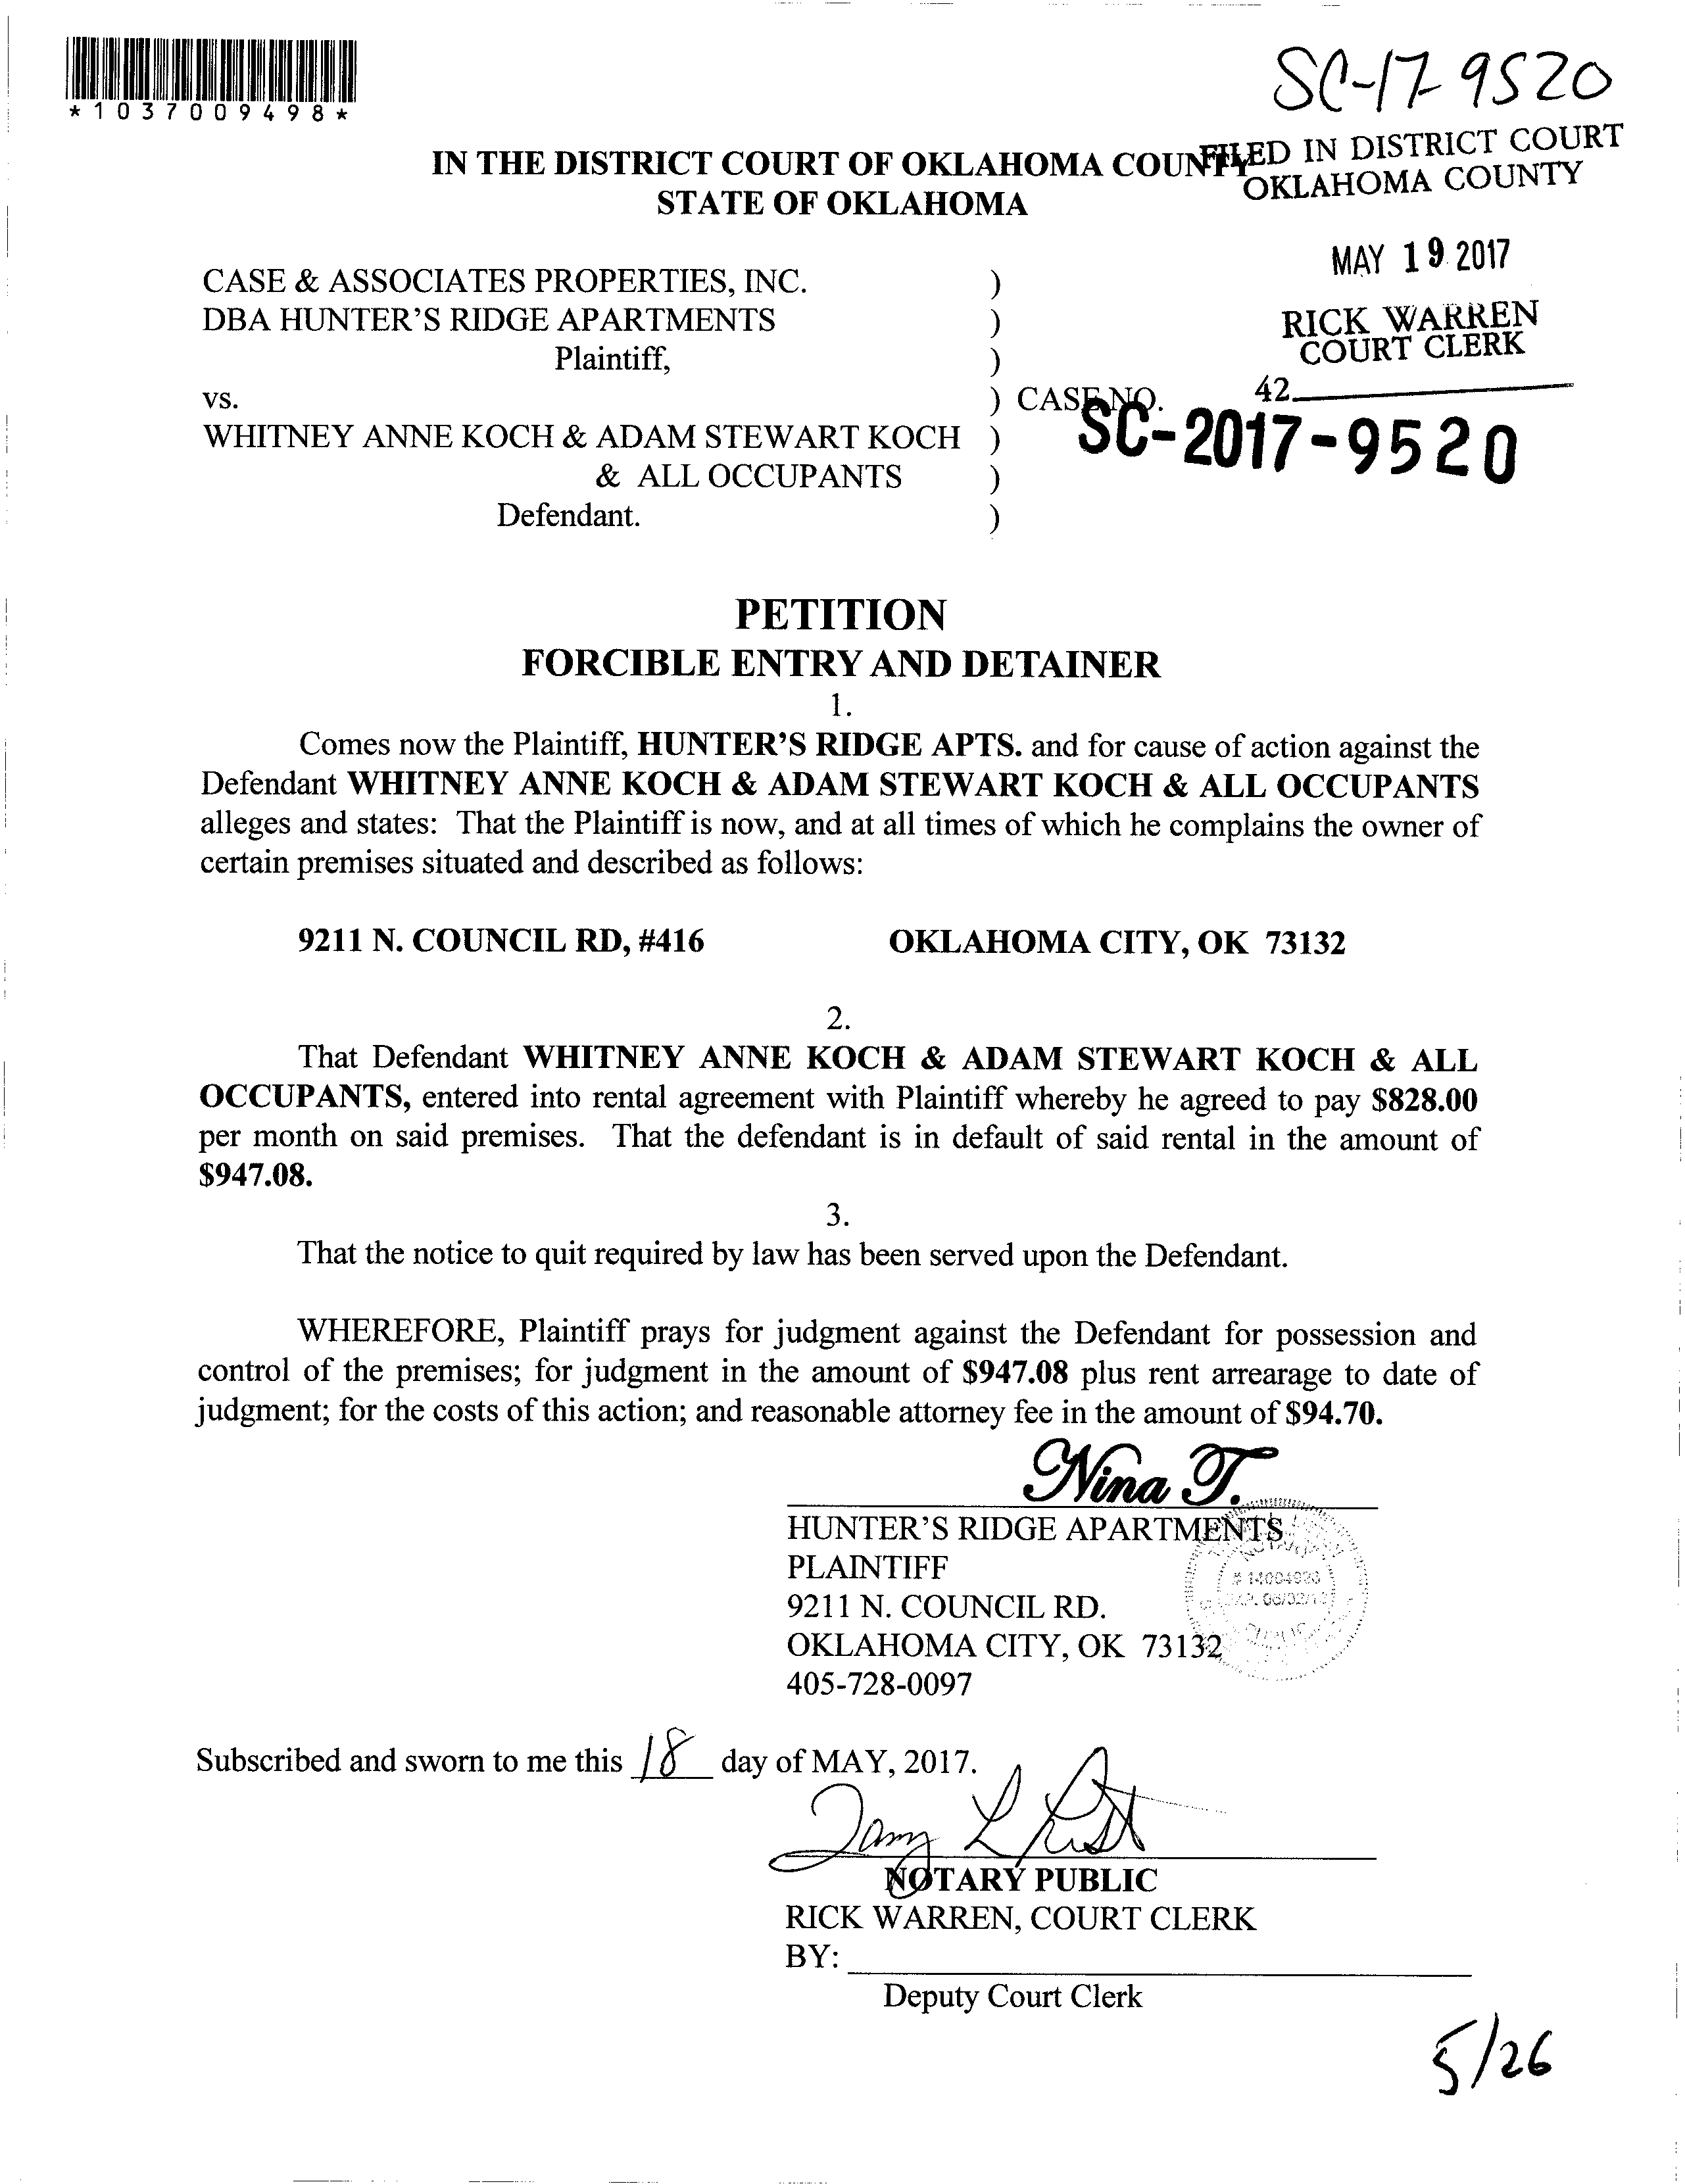 *1037009498*
SC-17-9520
IN THE DISTRICT COURT OF OKLAHOMA COUNTY
STATE OF OKLAHOMA
FILED IN DISTRICT COURT
OKLAHOMA COUNTY
MAY 19 2017
RICK WARREN
COURT CLERK
42
CASE & ASSOCIATES PROPERTIES, INC. )
DBA HUNTER'S RIDGE APARTMENTS )
Plaintiff, )
vs. ) CASE NO.
SC-2017-9520
WHITNEY ANNE KOCH & ADAM STEWART KOCH )
& ALL OCCUPANTS )
Defendant. )
PETITION
FORCIBLE ENTRY AND DETAINER
1.
Comes now the Plaintiff, HUNTER'S RIDGE APTS. and for cause of action against the
Defendant WHITNEY ANNE KOCH & ADAM STEWART KOCH & ALL OCCUPANTS
alleges and states: That the Plaintiff is now, and at all times of which he complains the owner of
certain premises situated and described as follows:
9211 N. COUNCIL RD, #416 OKLAHOMA CITY, OK 73132
2.
That Defendant WHITNEY ANNE KOCH & ADAM STEWART KOCH & ALL
OCCUPANTS, entered into rental agreement with Plaintiff whereby he agreed to pay $828.00
per month on said premises. That the defendant is in default of said rental in the amount of
$947.08.
3.
That the notice to quit required by law has been served upon the Defendant.
WHEREFORE, Plaintiff prays for judgment against the Defendant for possession and
control of the premises; for judgment in the amount of $947.08 plus rent arrearage to date of
judgment; for the costs of this action; and reasonable attorney fee in the amount of $94.70.
Nina T.
HUNTER'S RIDGE APARTMENTS
PLAINTIFF
9211 N. COUNCIL RD.
OKLAHOMA CITY, OK 73132
405-728-0097
Subscribed and sworn to me this 18 day of MAY, 2017.
NOTARY PUBLIC
RICK WARREN, COURT CLERK
BY:
Deputy Court Clerk
5/26